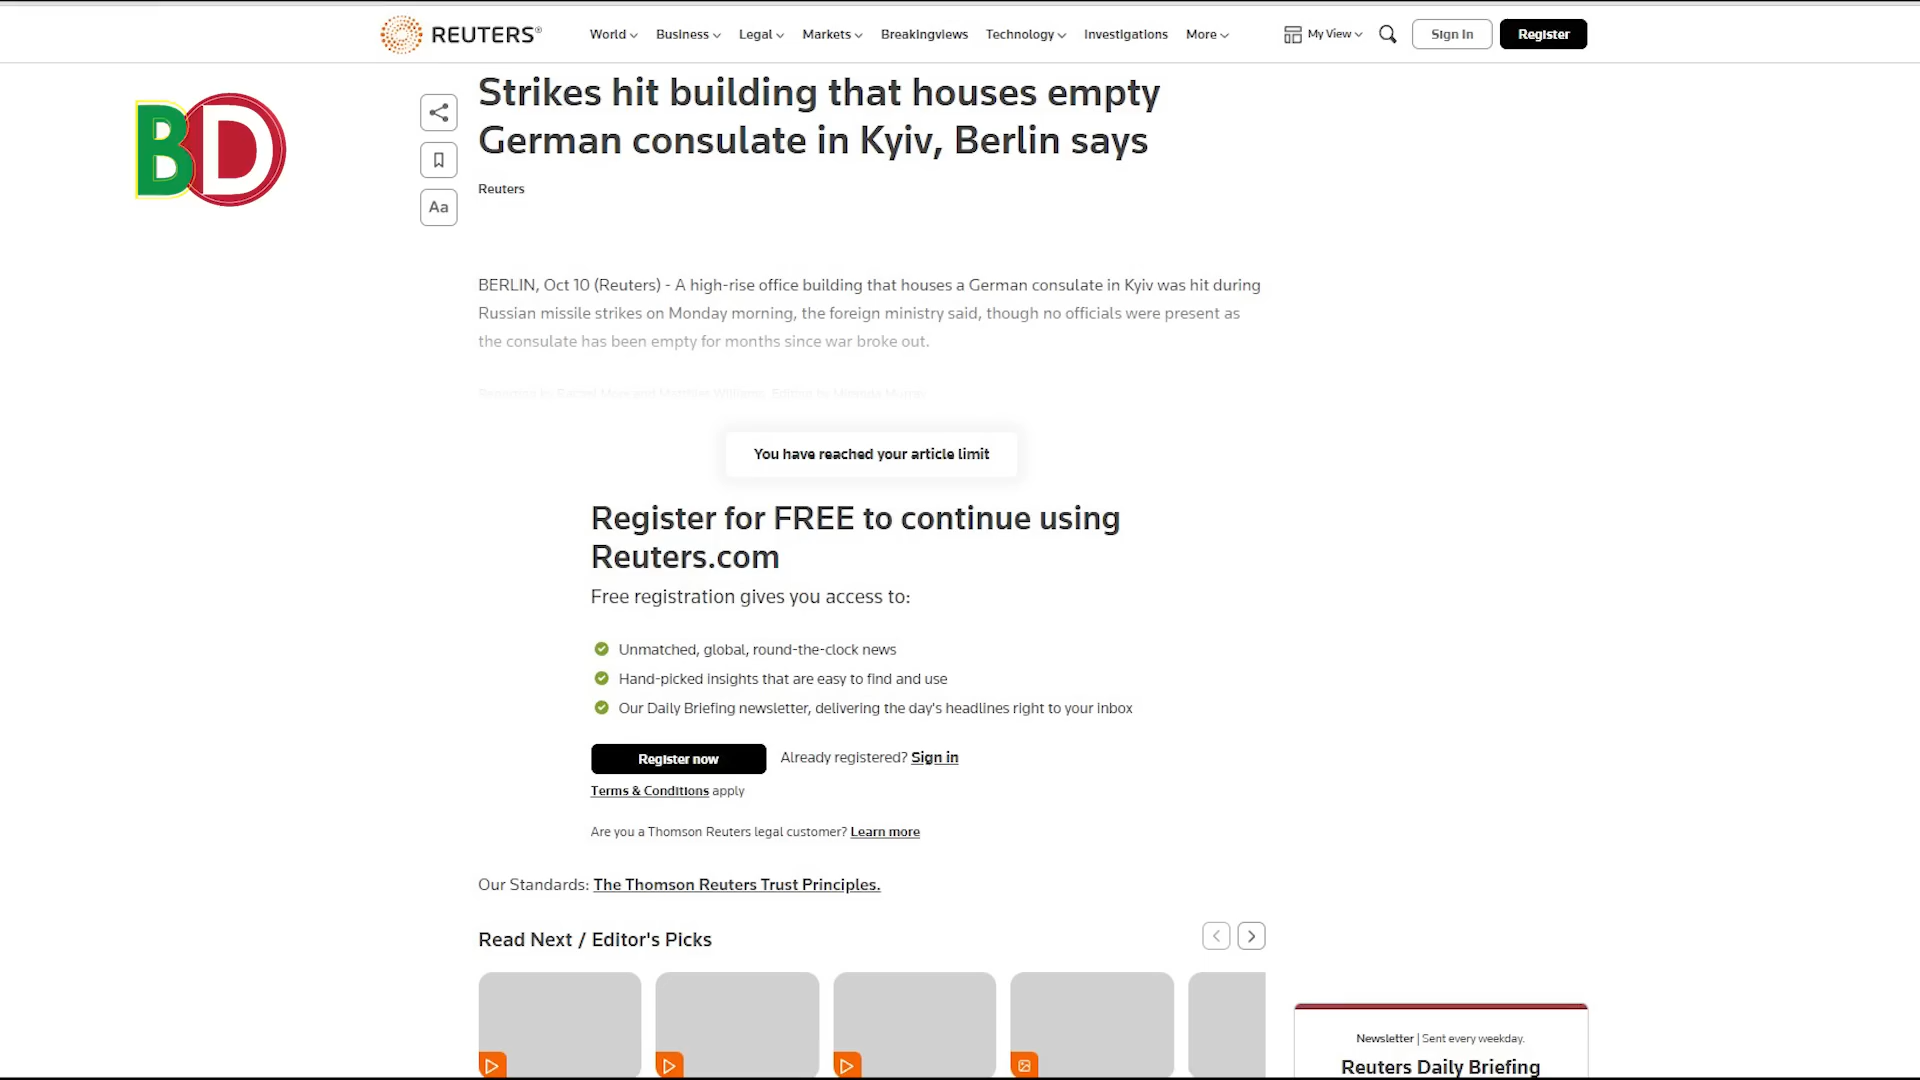 REUTERS®
World
Business
Legal
Markets
Breakingviews
Technology
Investigations
More
My View
Sign In
Register
BD
Strikes hit building that houses empty
German consulate in Kyiv, Berlin says
Aa
Reuters
BERLIN, Oct 10 (Reuters) - A high-rise office building that houses a German consulate in Kyiv was hit during
Russian missile strikes on Monday morning, the foreign ministry said, though no officials were present as
the consulate has been empty for months since war broke out.
You have reached your article limit
Register for FREE to continue using
Reuters.com
Free registration gives you access to:
Unmatched, global, round-the-clock news
Hand-picked insights that are easy to find and use
Our Daily Briefing newsletter, delivering the day's headlines right to your inbox
Register now
Already registered? Sign in
Terms & Conditions apply
Are you a Thomson Reuters legal customer? Learn more
Our Standards: The Thomson Reuters Trust Principles.
Read Next / Editor's Picks
Newsletter | Sent every weekday.
Reuters Daily Briefing